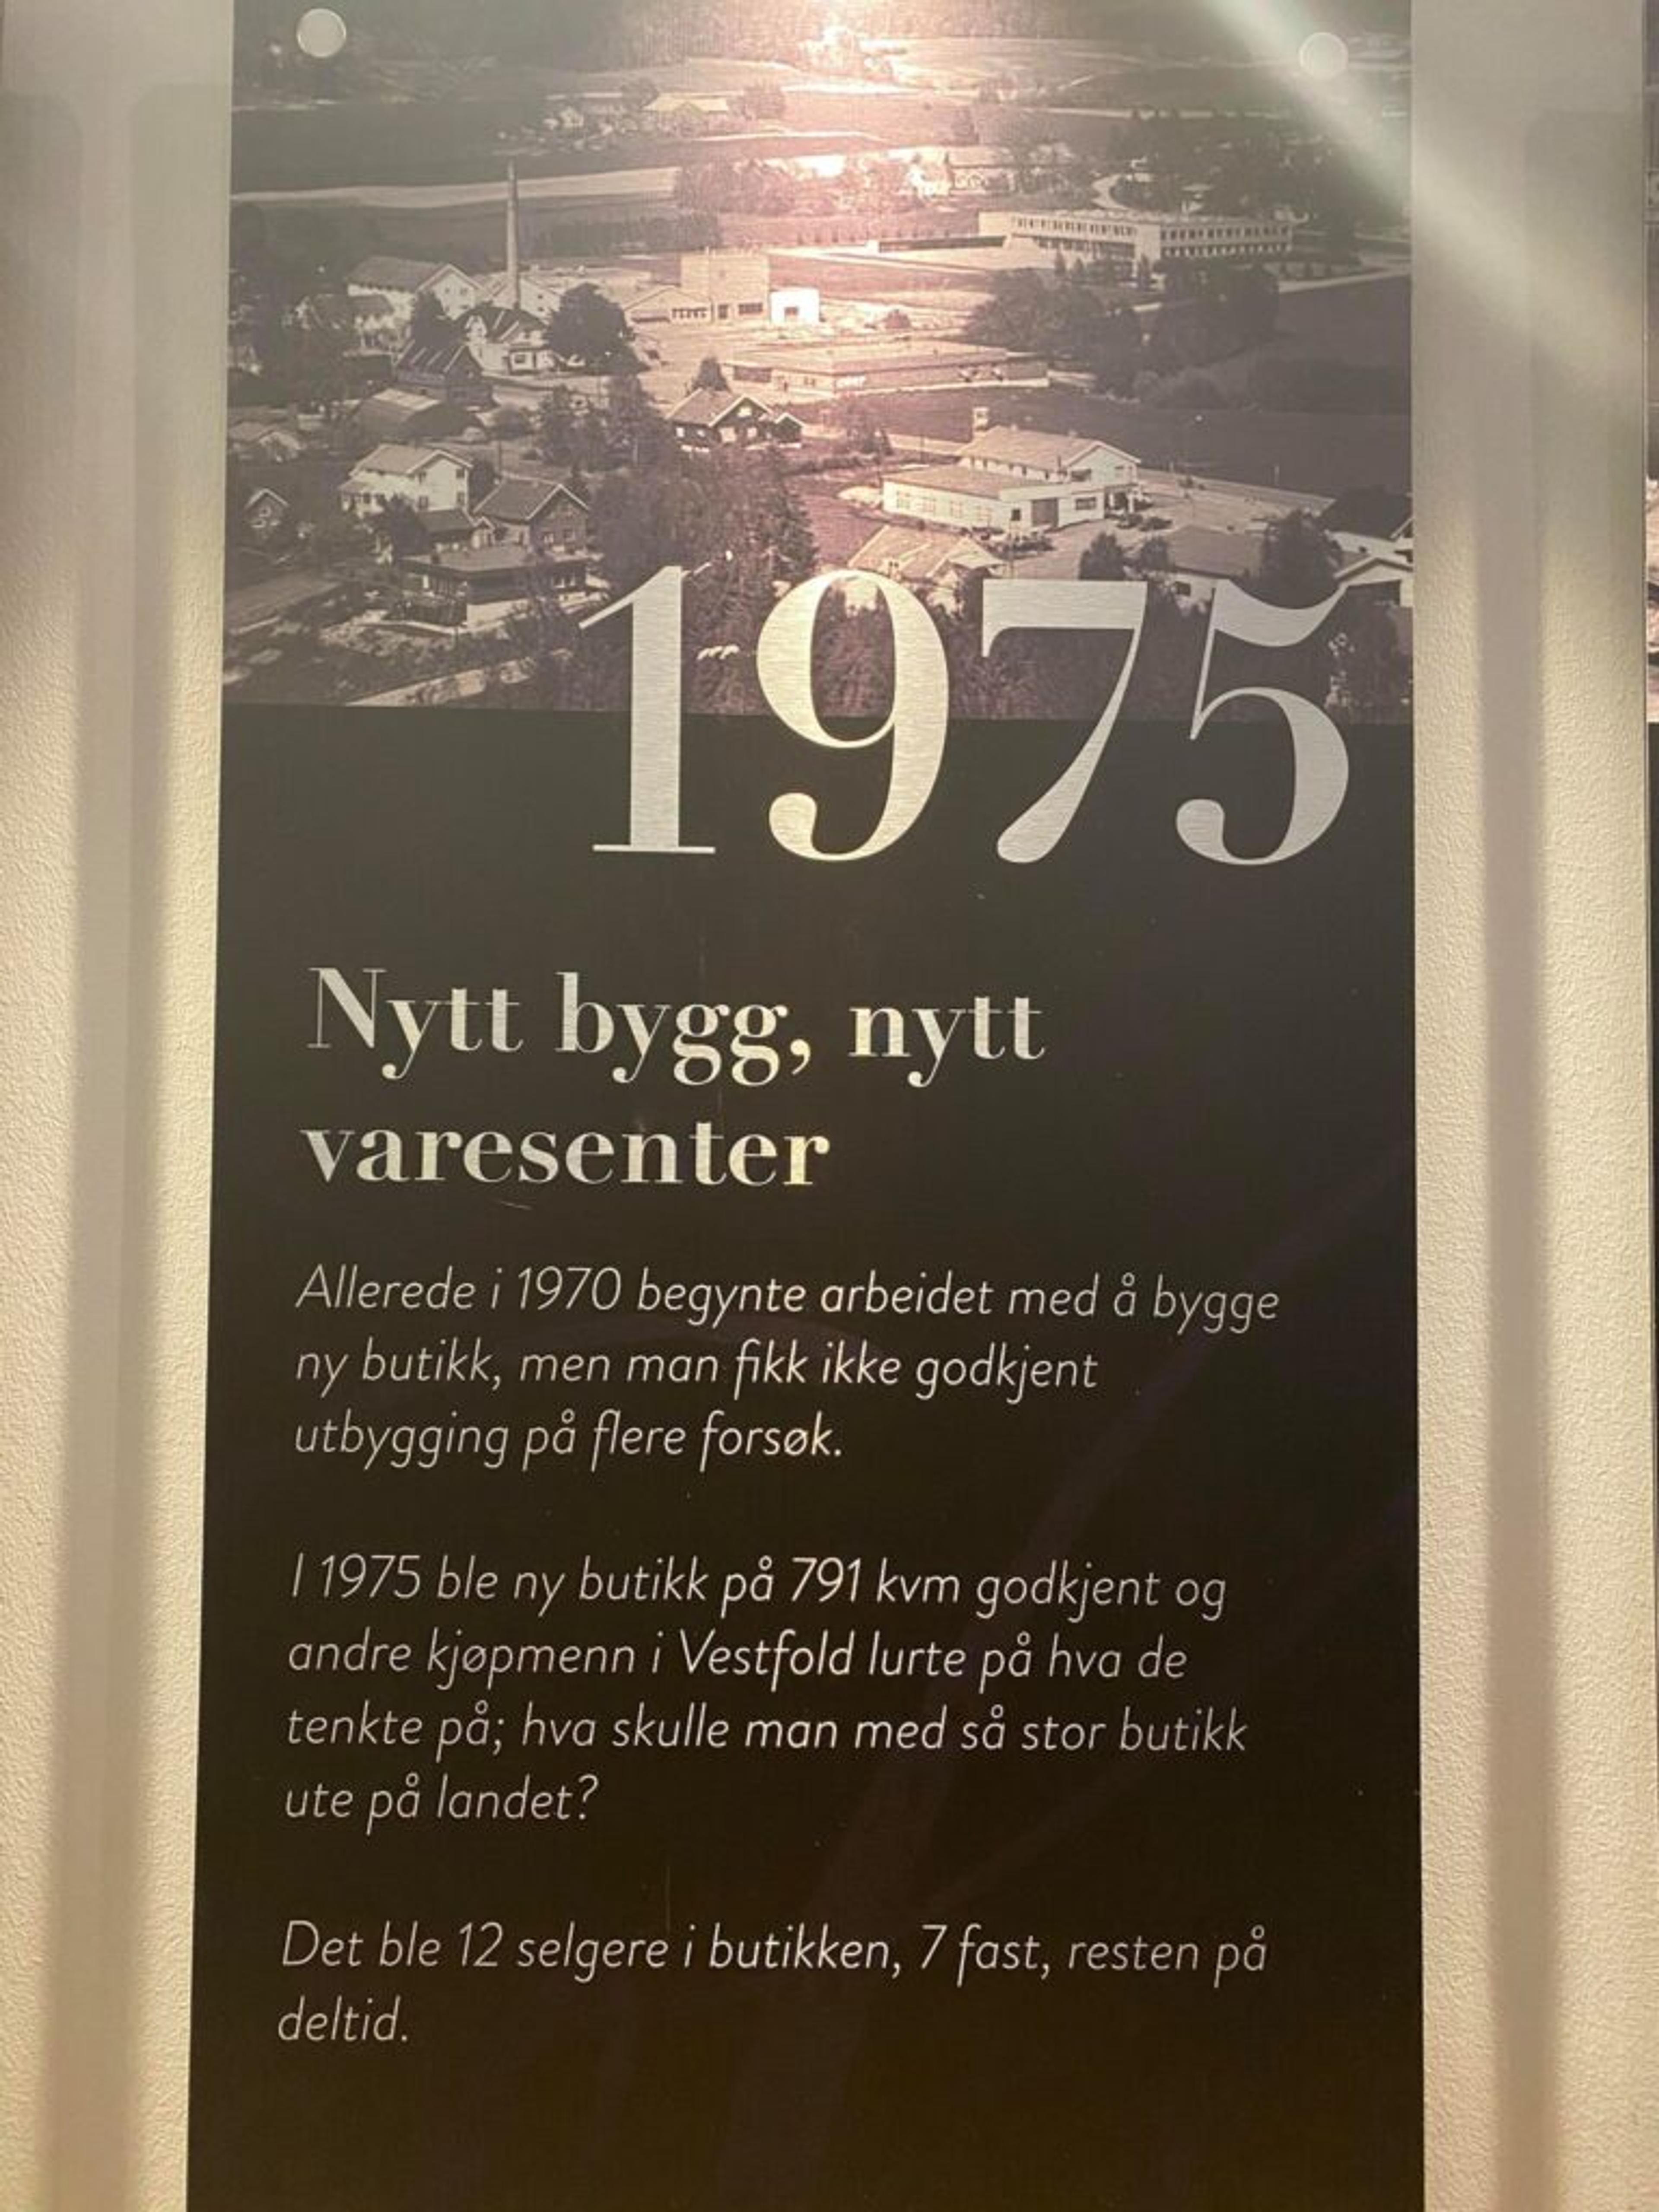 1975
Nytt bygg, nytt
varesenter
Allerede i 1970 begynte arbeidet med å bygge
ny butikk, men man fikk ikke godkjent
utbygging på flere forsøk.
I 1975 ble ny butikk på 791 kvm godkjent og
andre kjøpmenn i Vestfold lurte på hva de
tenkte på; hva skulle man med så stor butikk
ute på landet?
Det ble 12 selgere i butikken, 7 fast, resten på
deltid.